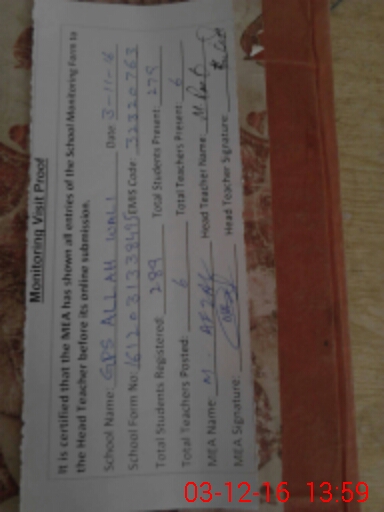 Monitoring Visit Proof
It is certified that the MEA has shown all entries of the School Monitoring Form to
the Head Teacher before its online submission.
School Name: GPS ALLAH WALI Date: 3-11-16
School Form No: EMIS Code: 32320763
Total Students Registered: 289 Total Students Present: 279
Total Teachers Posted: 6 Total Teachers Present: 6
MEA Name: M. AFZAL Head Teacher Name:
MEA Signature: Head Teacher Signature:
03-12-16 13:59